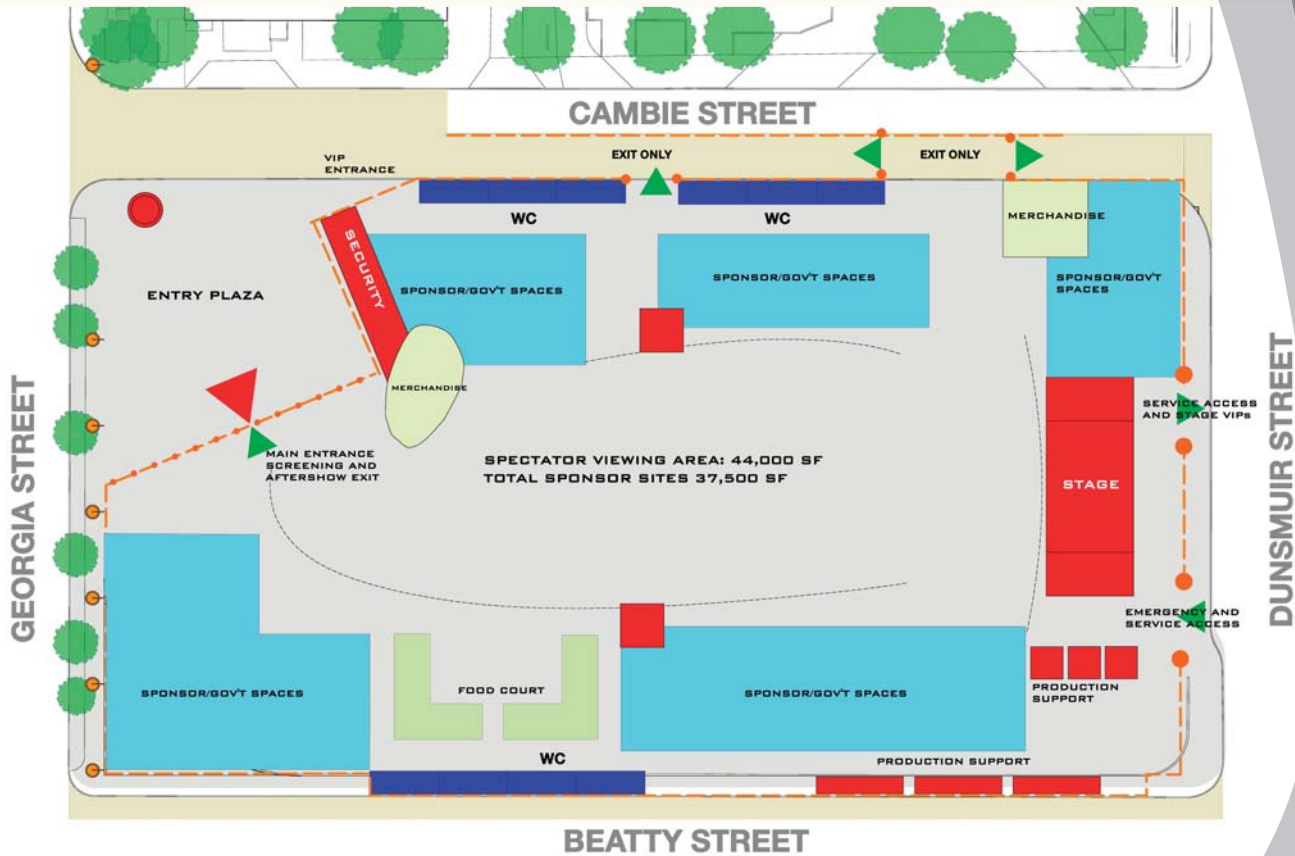 CAMBIE STREET
VIP
ENTRANCE
EXIT ONLY
EXIT ONLY
WC
WC
MERCHANDISE
SECURITY
SPONSOR/GOV'T SPACES
SPONSOR/GOV'T SPACES
SPONSOR/GOV'T
SPACES
ENTRY PLAZA
MERCHANDISE
GEORGIA STREET
DUNSMUIR STREET
SERVICE ACCESS
AND STAGE VIPs
MAIN ENTRANCE
SCREENING AND
AFTERSHOW EXIT
SPECTATOR VIEWING AREA: 44,000 SF
TOTAL SPONSOR SITES 37,500 SF
STAGE
EMERGENCY AND
SERVICE ACCESS
SPONSOR/GOV'T SPACES
FOOD COURT
SPONSOR/GOV'T SPACES
PRODUCTION
SUPPORT
WC
PRODUCTION SUPPORT
BEATTY STREET